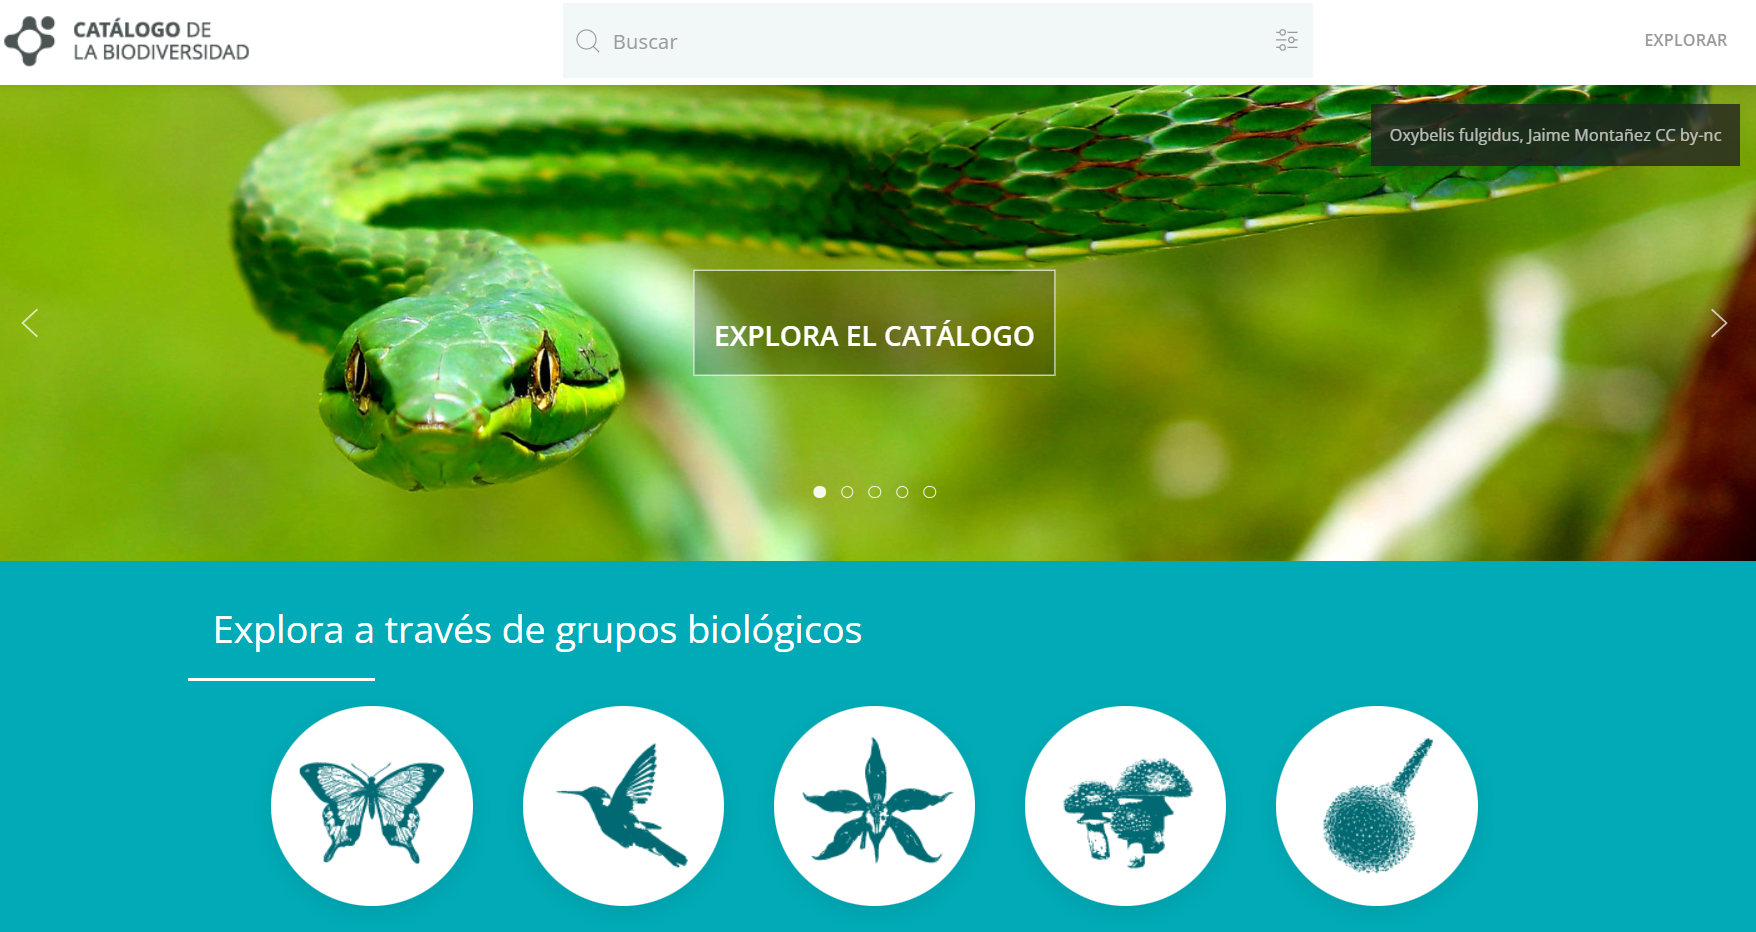 CATÁLOGO DE
LA BIODIVERSIDAD
Buscar
EXPLORAR
Oxybelis fulgidus, Jaime Montañez CC by-nc
EXPLORA EL CATÁLOGO
Explora a través de grupos biológicos